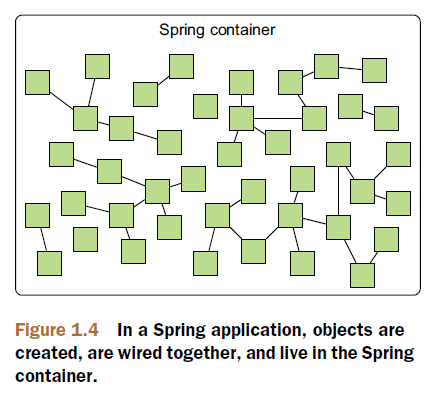 Spring container
Figure 1.4 In a Spring application, objects are
created, are wired together, and live in the Spring
container.